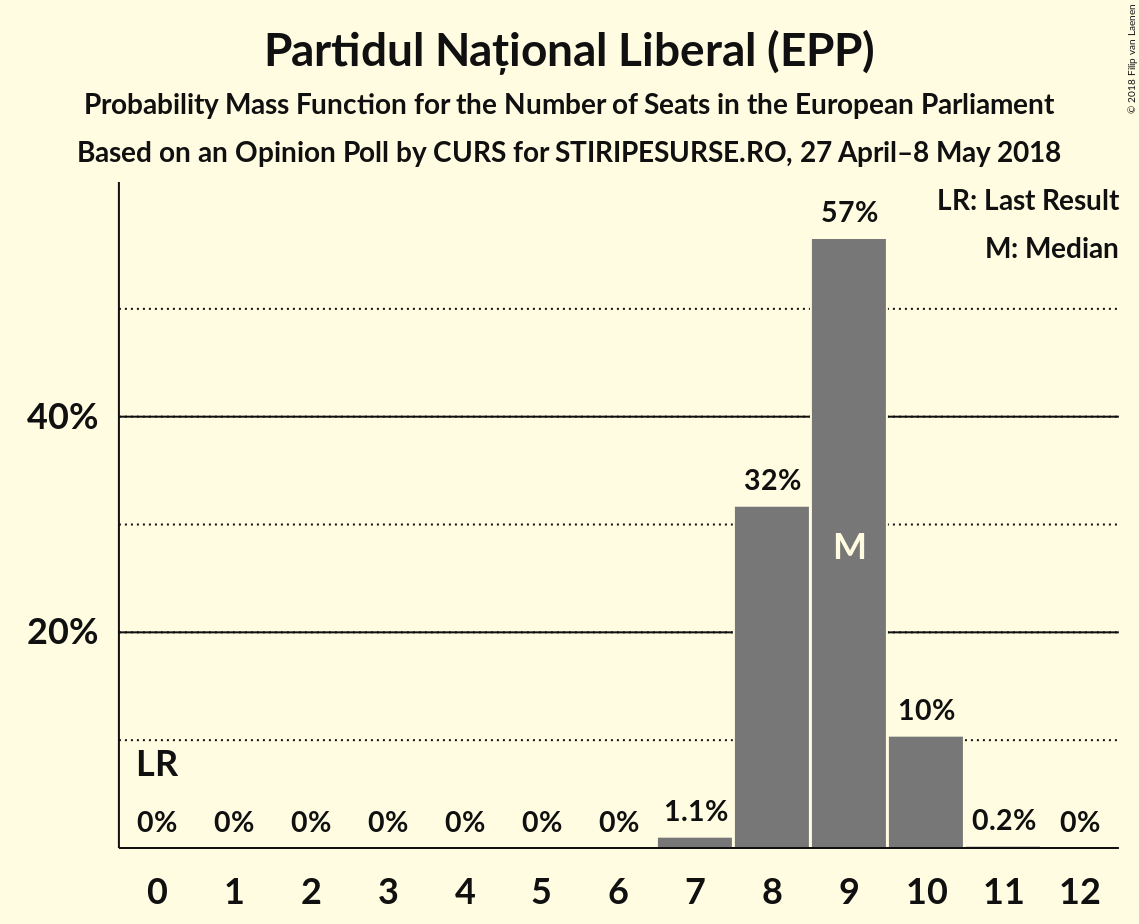 Partidul Național Liberal (EPP)
Probability Mass Function for the Number of Seats in the European Parliament
Based on an Opinion Poll by CURS for STIRIPESURSE.RO, 27 April–8 May 2018
© 2018 Filip van Laenen
LR: Last Result
M: Median
57%
40%
32%
M
20%
10%
LR
0% 0% 0% 0% 0% 0% 0% 1.1% 0.2% 0%
0 1 2 3 4 5 6 7 8 9 10 11 12